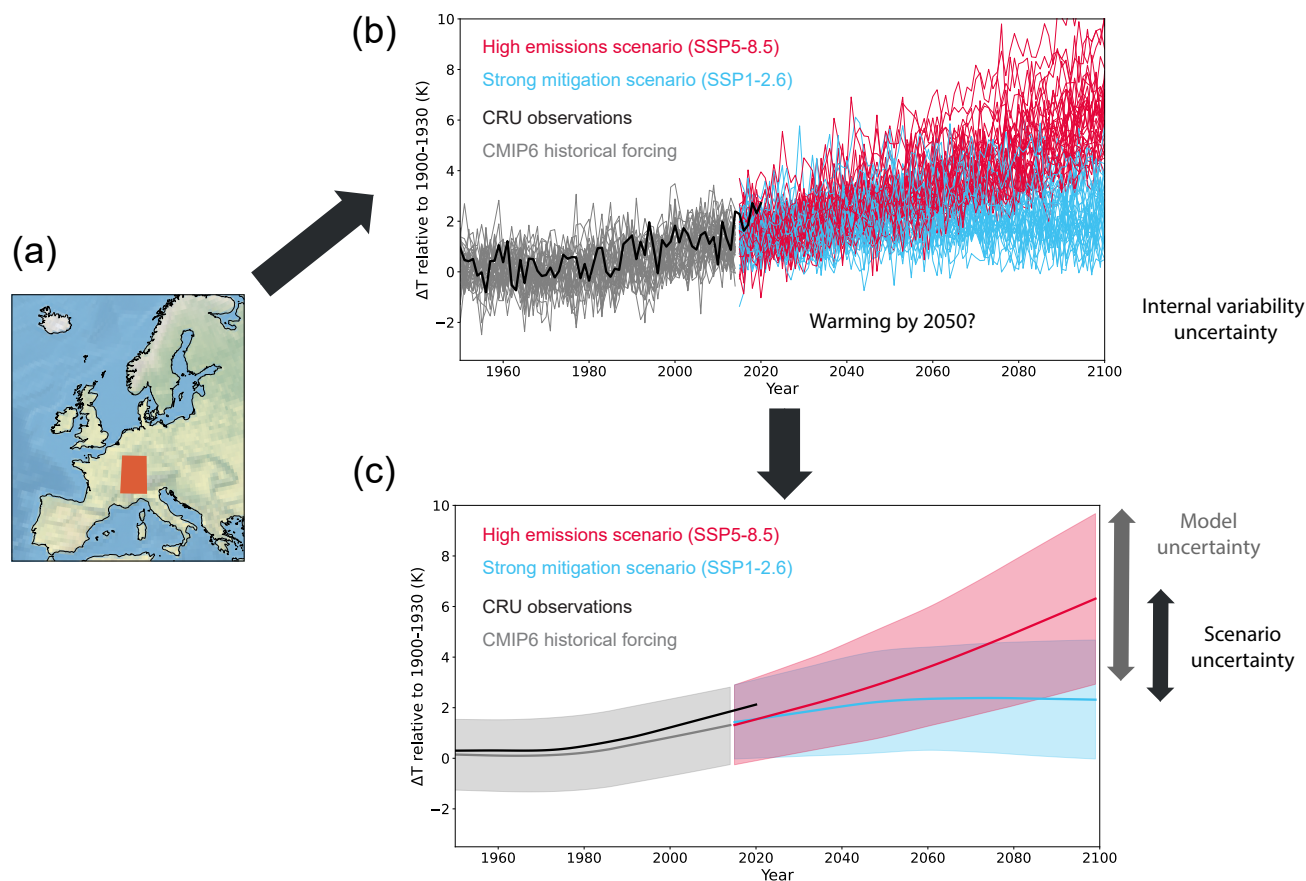 (a)
(b)
10
8
6
4
2
0
−2
ΔT relative to 1900-1930 (K)
High emissions scenario (SSP5-8.5)
Strong mitigation scenario (SSP1-2.6)
CRU observations
CMIP6 historical forcing
Warming by 2050?
1960 1980 2000 2020 2040 2060 2080 2100
Year
Internal variability
uncertainty
(c)
10
8
6
4
2
0
−2
ΔT relative to 1900-1930 (K)
High emissions scenario (SSP5-8.5)
Strong mitigation scenario (SSP1-2.6)
CRU observations
CMIP6 historical forcing
1960 1980 2000 2020 2040 2060 2080 2100
Year
Model
uncertainty
Scenario
uncertainty